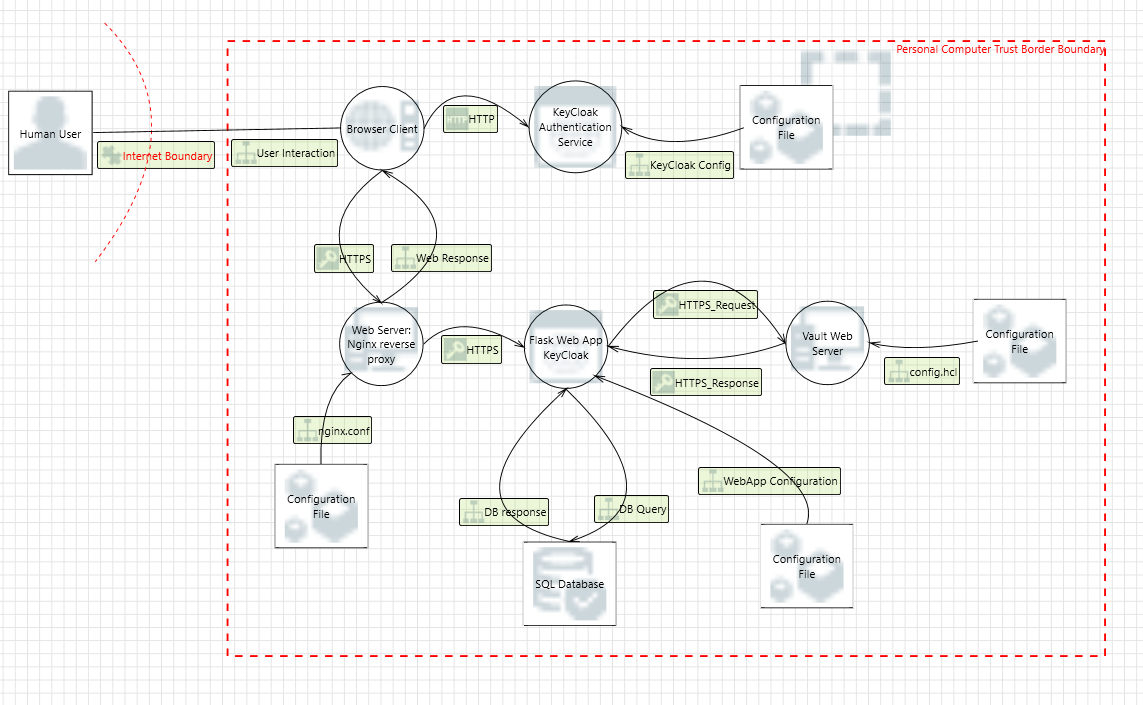 Personal Computer Trust Border Boundary
Human User
Internet Boundary
User Interaction
Browser Client
HTTP
HTTP
KeyCloak
Authentication
Service
Configuration
File
KeyCloak Config
HTTPS
Web Response
Web Server:
Nginx reverse
proxy
HTTPS
Flask Web App
KeyCloak
HTTPS_Request
HTTPS_Response
Vault Web
Server
config.hcl
Configuration
File
nginx.conf
Configuration
File
DB response
DB Query
SQL Database
WebApp Configuration
Configuration
File